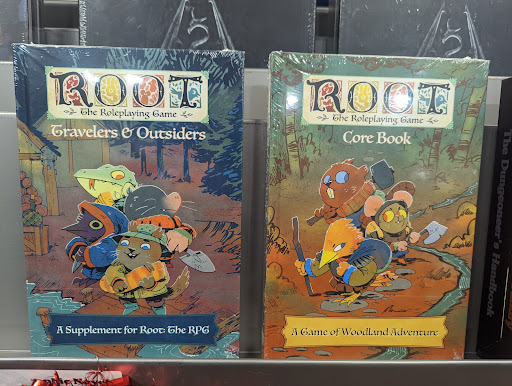 ROOT
The Roleplaying Game
Travelers & Outsiders
A Supplement for Root: The RPG
ROOT
The Roleplaying Game
Core Book
A Game of Woodland Adventure
The Dungeoneer's Handbook